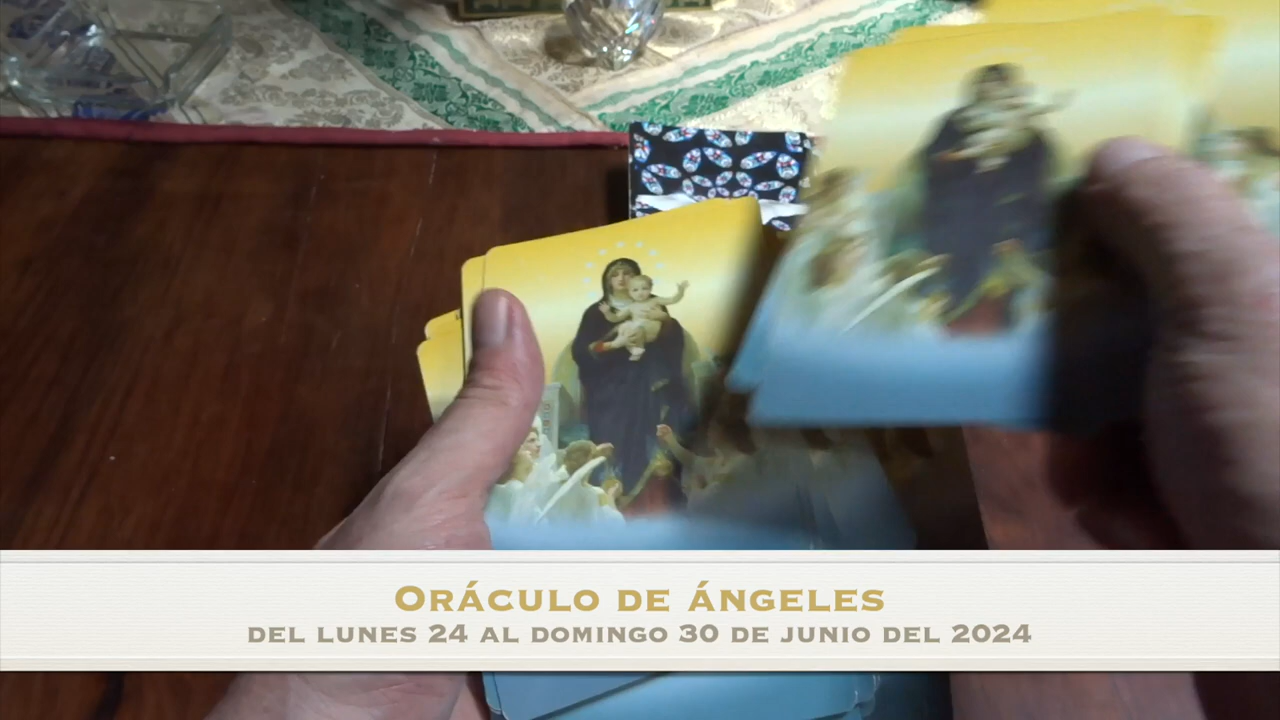 Oráculo de ángeles
del lunes 24 al domingo 30 de junio del 2024